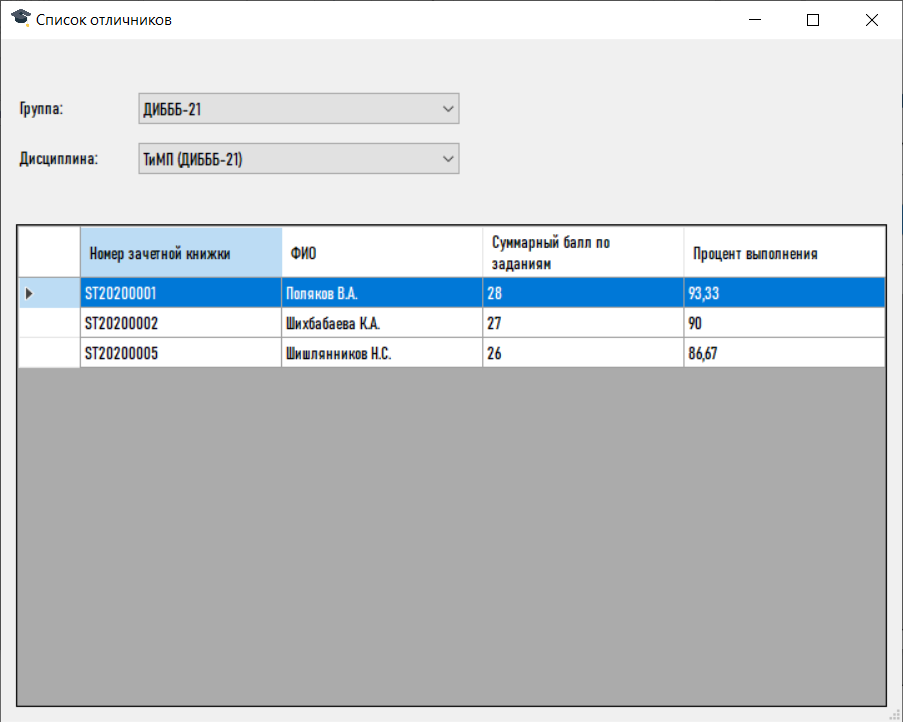 Список отличников
Группа:
ДИБББ-21
Дисциплина:
ТиМП (ДИБББ-21)
Номер зачетной книжки ФИО Суммарный балл по заданиям Процент выполнения
ST20200001 Поляков В.А. 28 93,33
ST20200002 Шихбабаева К.А. 27 90
ST20200005 Шишлянников Н.С. 26 86,67